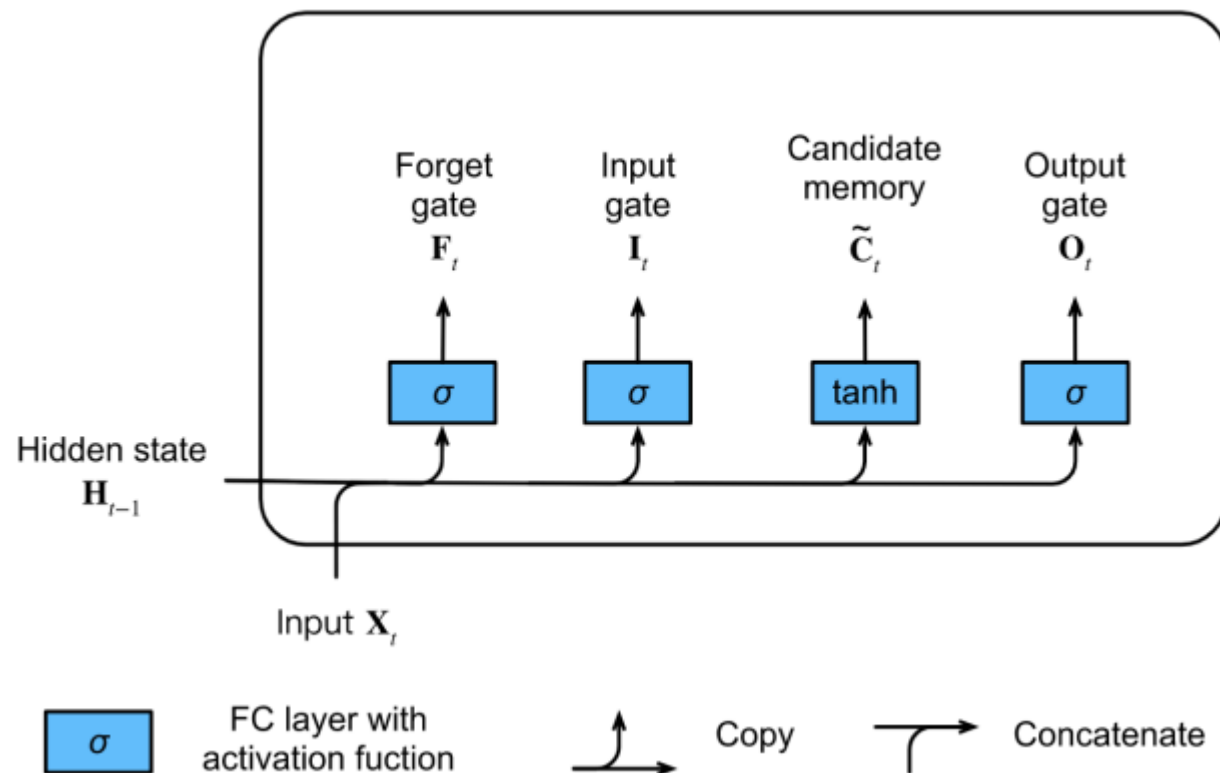 Forget
gate
F_t
Input
gate
I_t
Candidate
memory
C̃_t
Output
gate
O_t
σ
σ
tanh
σ
Hidden state
H_{t−1}
Input X_t
σ
FC layer with
activation fuction
Copy
Concatenate